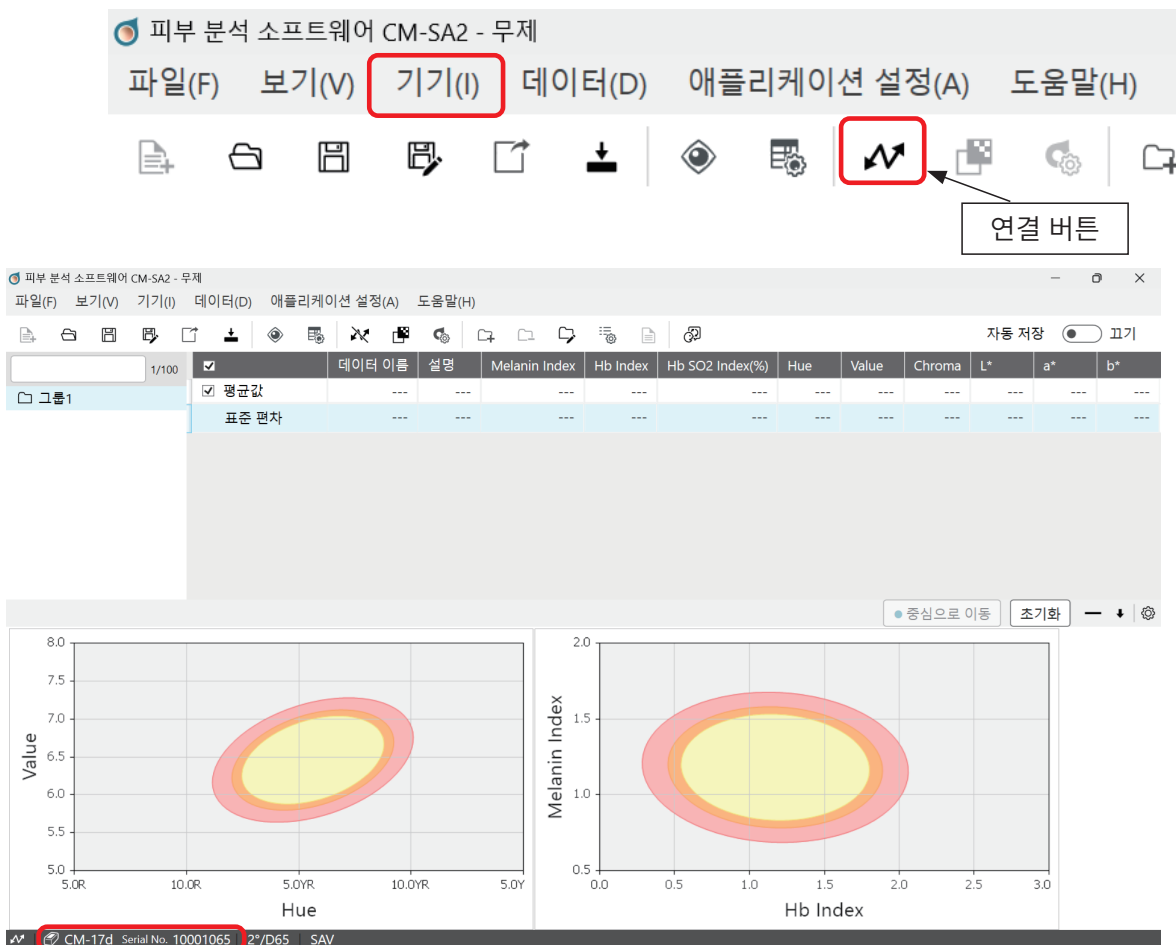 피부 분석 소프트웨어 CM-SA2 - 무제
파일(F) 보기(V) 기기(I) 데이터(D) 애플리케이션 설정(A) 도움말(H)
연결 버튼
피부 분석 소프트웨어 CM-SA2 - 무제
파일(F) 보기(V) 기기(I) 데이터(D) 애플리케이션 설정(A) 도움말(H)
자동 저장 끄기
1/100 데이터 이름 설명 Melanin Index Hb Index Hb SO2 Index(%) Hue Value Chroma L* a* b*
그룹1 평균값 --- --- --- --- --- --- --- --- --- --- ---
표준 편차 --- --- --- --- --- --- --- --- --- --- ---
중심으로 이동 초기화
8.0
7.5
7.0
6.5
6.0
5.5
5.0
Value
5.0R 10.0R 5.0YR 10.0YR 5.0Y
Hue
2.0
1.5
1.0
0.5
Melanin Index
0.0 0.5 1.0 1.5 2.0 2.5 3.0
Hb Index
CM-17d Serial No. 10001065 2°/D65 SAV